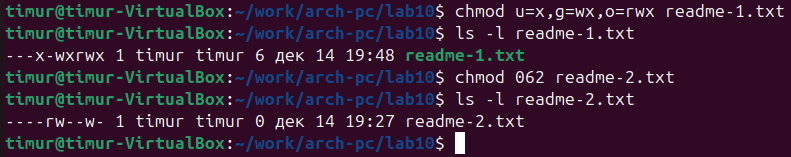 timur@timur-VirtualBox:~/work/arch-pc/lab10$ chmod u=x,g=wx,o=rwx readme-1.txt
timur@timur-VirtualBox:~/work/arch-pc/lab10$ ls -l readme-1.txt
---x-wxrwx 1 timur timur 6 дек 14 19:48 readme-1.txt
timur@timur-VirtualBox:~/work/arch-pc/lab10$ chmod 062 readme-2.txt
timur@timur-VirtualBox:~/work/arch-pc/lab10$ ls -l readme-2.txt
----rw--w- 1 timur timur 0 дек 14 19:27 readme-2.txt
timur@timur-VirtualBox:~/work/arch-pc/lab10$